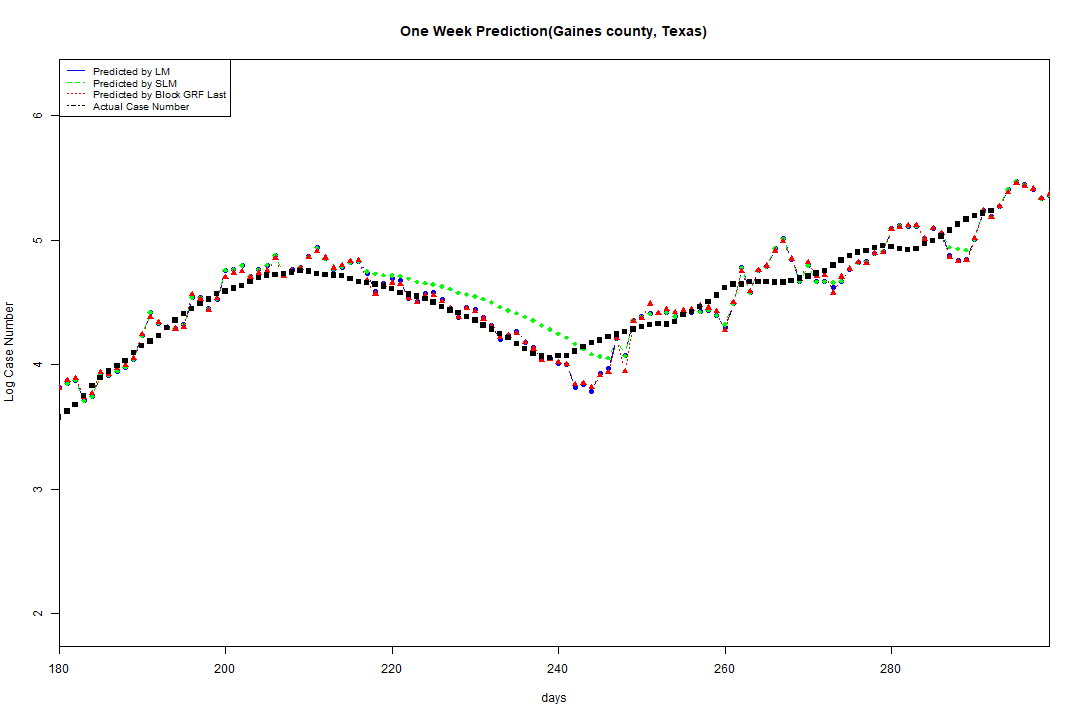 One Week Prediction(Gaines county, Texas)
Predicted by LM
Predicted by SLM
Predicted by Block GRF Last
Actual Case Number
6
5
4
3
2
Log Case Number
180 200 220 240 260 280
days